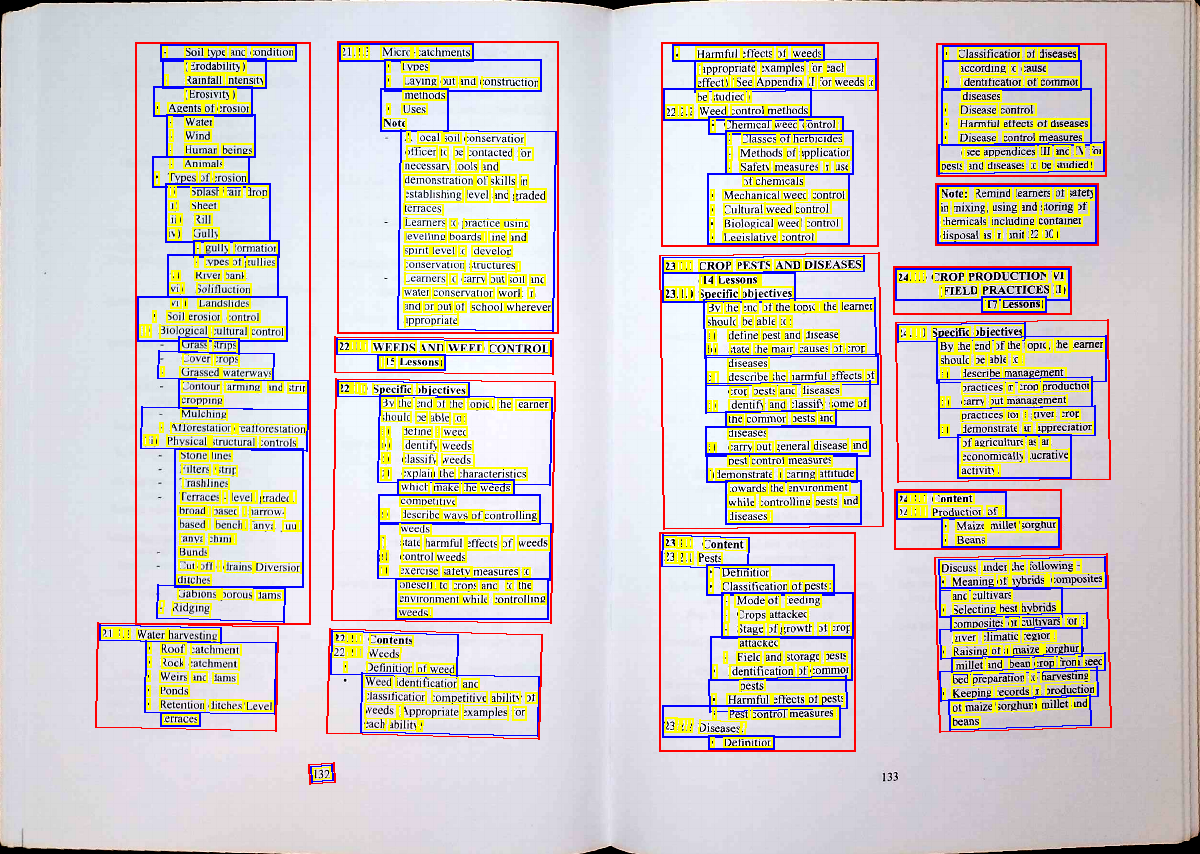 - Soil type and condition
(Erodability)
- Rainfall intensity
(Erosivity)
• Agents of erosion
- Water
- Wind
- Human beings
- Animals
• Types of erosion
i) Splash /rain drop
ii) Sheet
iii) Rill
iv) Gully
- gully formation
- types of gullies
v) River bank
vi) Solifluction
vii) Landslides
• Soil erosion control
i) Biological/cultural control
- Grass strips
- Cover crops
- Grassed waterways
- Contour farming and strip
cropping
- Mulching
- Afforestation/reafforestation
ii) Physical/structural controls
- Stone lines
- Filters strip
- Trashlines
- Terraces - level, graded,
broad based, narrow-
based, bench, fanya juu,
fanya chini
- Bunds
- Cut-off drains/Diversion
ditches
- Gabions/porous dams
- Ridging
Water harvesting
• Roof catchment
• Rock catchment
• Weirs and dams
• Ponds
• Retention ditches/Level
terraces
Micro-catchments
• Types
• Laying out and construction
methods
• Uses
Note
- A local soil conservation
officer to be contacted for
necessary tools and
demonstration of skills in
establishing level and graded
terraces
- Learners to practice using
levelling boards, line and
spirit level to develop
conservation structures
- Learners to carry out soil and
water conservation work in
and/or out of school wherever
appropriate
WEEDS AND WEED CONTROL
(15 Lessons)
Specific objectives
By the end of the topic, the learner
should be able to:
define a weed
identify weeds
classify weeds
explain the characteristics
which make the weeds
competitive
describe ways of controlling
weeds
state harmful effects of weeds
control weeds
exercise safety measures to
oneself, to crops and to the
environment while controlling
weeds.
22.2.0 Contents
22.2.1 Weeds
• Definition of weed
• Weed identification and
classification competitive ability of
weeds (Appropriate examples for
each ability)
132
• Harmful effects of weeds
(appropriate examples for each
effect) (See Appendix II for weeds to
be studied)
22.2.2 Weed control methods
• Chemical weed control
- Classes of herbicides
- Methods of application
- Safety measures in use
of chemicals
• Mechanical weed control
• Cultural weed control
• Biological weed control
• Legislative control
23.0.0 CROP PESTS AND DISEASES
14 Lessons
23.1.0 Specific objectives
By the end of the topic, the learner
should be able to:
define pest and disease
state the main causes of crop
diseases
describe the harmful effects of
crop pests and diseases
identify and classify some of
the common pests and
diseases
carry out general disease and
pest control measures
demonstrate a caring attitude
towards the environment
while controlling pests and
diseases
23.2.0 Content
23.2.1 Pests
• Definition
• Classification of pests:
- Mode of feeding
- Crops attacked
- Stage of growth of crop
attacked
- Field and storage pests
• Identification of common
pests
• Harmful effects of pests
• Pest control measures
23.2.2 Diseases.
• Definition
• Classification of diseases
according to cause
• Identification of common
diseases
• Disease control
• Harmful effects of diseases
• Disease control measures
(see appendices III and IV for
pests and diseases to be studied)
Note: Remind learners of safety
in mixing, using and storing of
chemicals including container
disposal as in unit 22.0.0
24.0.0 CROP PRODUCTION VI
(FIELD PRACTICES II)
17 Lessons
24.1.0 Specific objectives
By the end of the topic, the learner
should be able to:
describe management
practices in crop production
carry out management
practices for a given crop
demonstrate an appreciation
of agriculture as an
economically lucrative
activity.
24.2.0 Content
Production of
• Maize/millet/sorghum
• Beans
Discuss under the following -
• Meaning of hybrids, composites
and cultivars
• Selecting best hybrids,
composites or cultivars for a
given climatic region
• Raising of a maize, sorghum,
millet and bean crop from seed
bed preparation to harvesting
• Keeping records in production
of maize/sorghum/millet and
beans
133